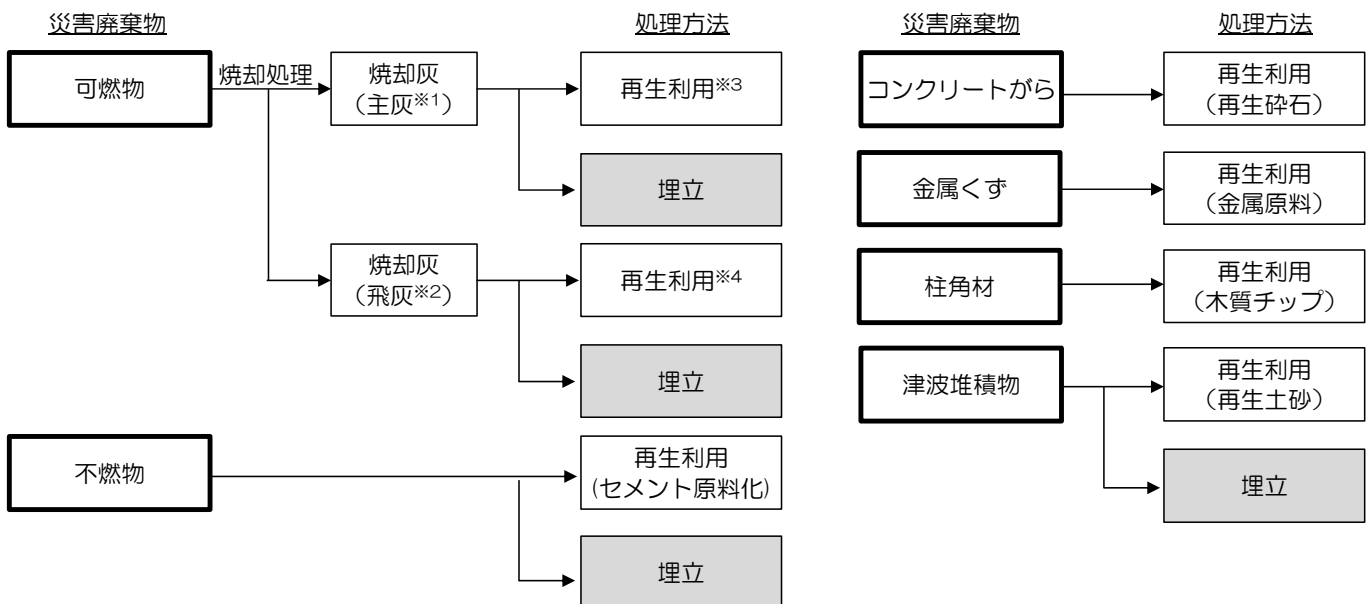 災害廃棄物
処理方法
可燃物
焼却処理
焼却灰
（主灰※1）
再生利用※3
埋立
焼却灰
（飛灰※2）
再生利用※4
埋立
不燃物
再生利用
(セメント原料化)
埋立
災害廃棄物
処理方法
コンクリートがら
再生利用
（再生砕石）
金属くず
再生利用
（金属原料）
柱角材
再生利用
（木質チップ）
津波堆積物
再生利用
（再生土砂）
埋立